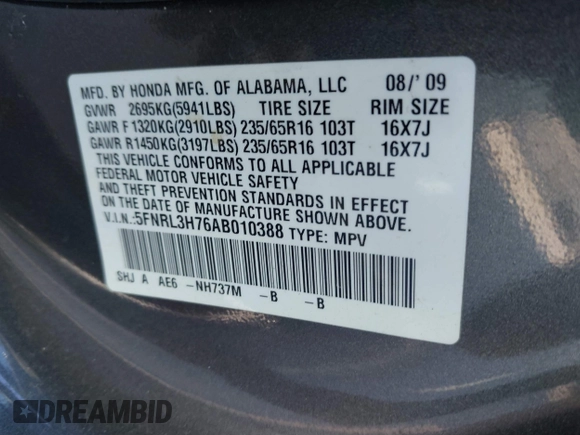 MFD. BY HONDA MFG. OF ALABAMA, LLC 08/'09
GVWR 2695KG(5941LBS) TIRE SIZE RIM SIZE
GAWR F 1320KG(2910LBS) 235/65R16 103T 16X7J
GAWR R1450KG(3197LBS) 235/65R16 103T 16X7J
THIS VEHICLE CONFORMS TO ALL APPLICABLE
FEDERAL MOTOR VEHICLE SAFETY
AND THEFT PREVENTION STANDARDS IN EFFECT
ON THE DATE OF MANUFACTURE SHOWN ABOVE.
V.I.N.:5FNRL3H76AB010388 TYPE: MPV
SHJ A AE6 -NH737M -B -B
DREAMBID